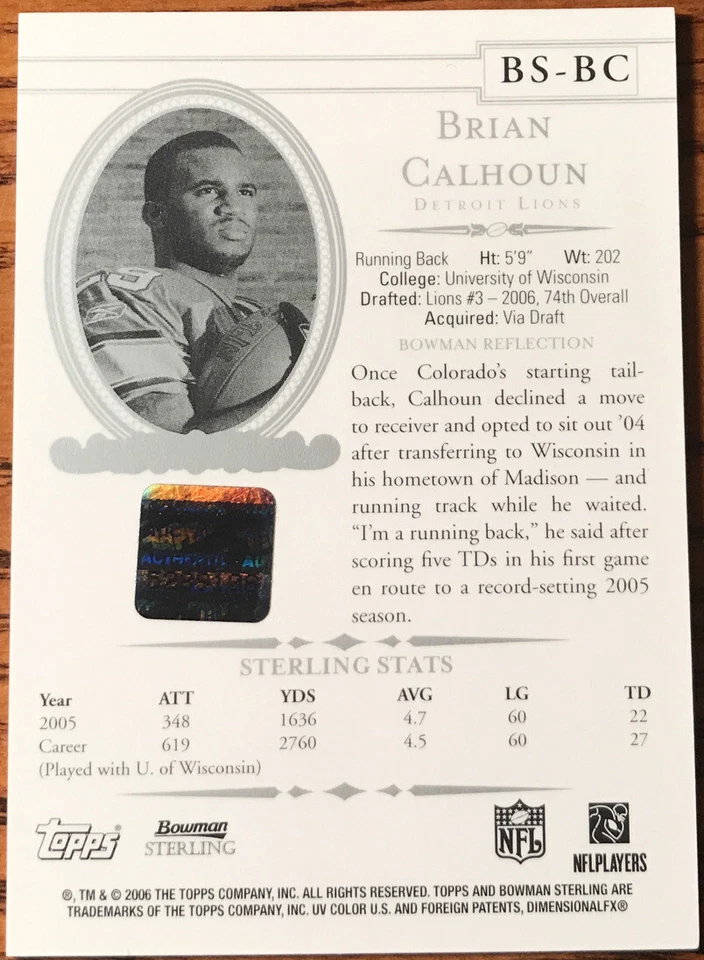 BS-BC
BRIAN
CALHOUN
DETROIT LIONS
Running Back Ht: 5'9" Wt: 202
College: University of Wisconsin
Drafted: Lions #3 – 2006, 74th Overall
Acquired: Via Draft
BOWMAN REFLECTION
Once Colorado's starting tail-
back, Calhoun declined a move
to receiver and opted to sit out '04
after transferring to Wisconsin in
his hometown of Madison — and
running track while he waited.
"I'm a running back," he said after
scoring five TDs in his first game
en route to a record-setting 2005
season.
STERLING STATS
Year ATT YDS AVG LG TD
2005 348 1636 4.7 60 22
Career 619 2760 4.5 60 27
(Played with U. of Wisconsin)
Topps® Bowman STERLING NFL NFLPLAYERS
®, TM & © 2006 THE TOPPS COMPANY, INC. ALL RIGHTS RESERVED. TOPPS AND BOWMAN STERLING ARE
TRADEMARKS OF THE TOPPS COMPANY, INC. UV COLOR U.S. AND FOREIGN PATENTS, DIMENSIONALFX®